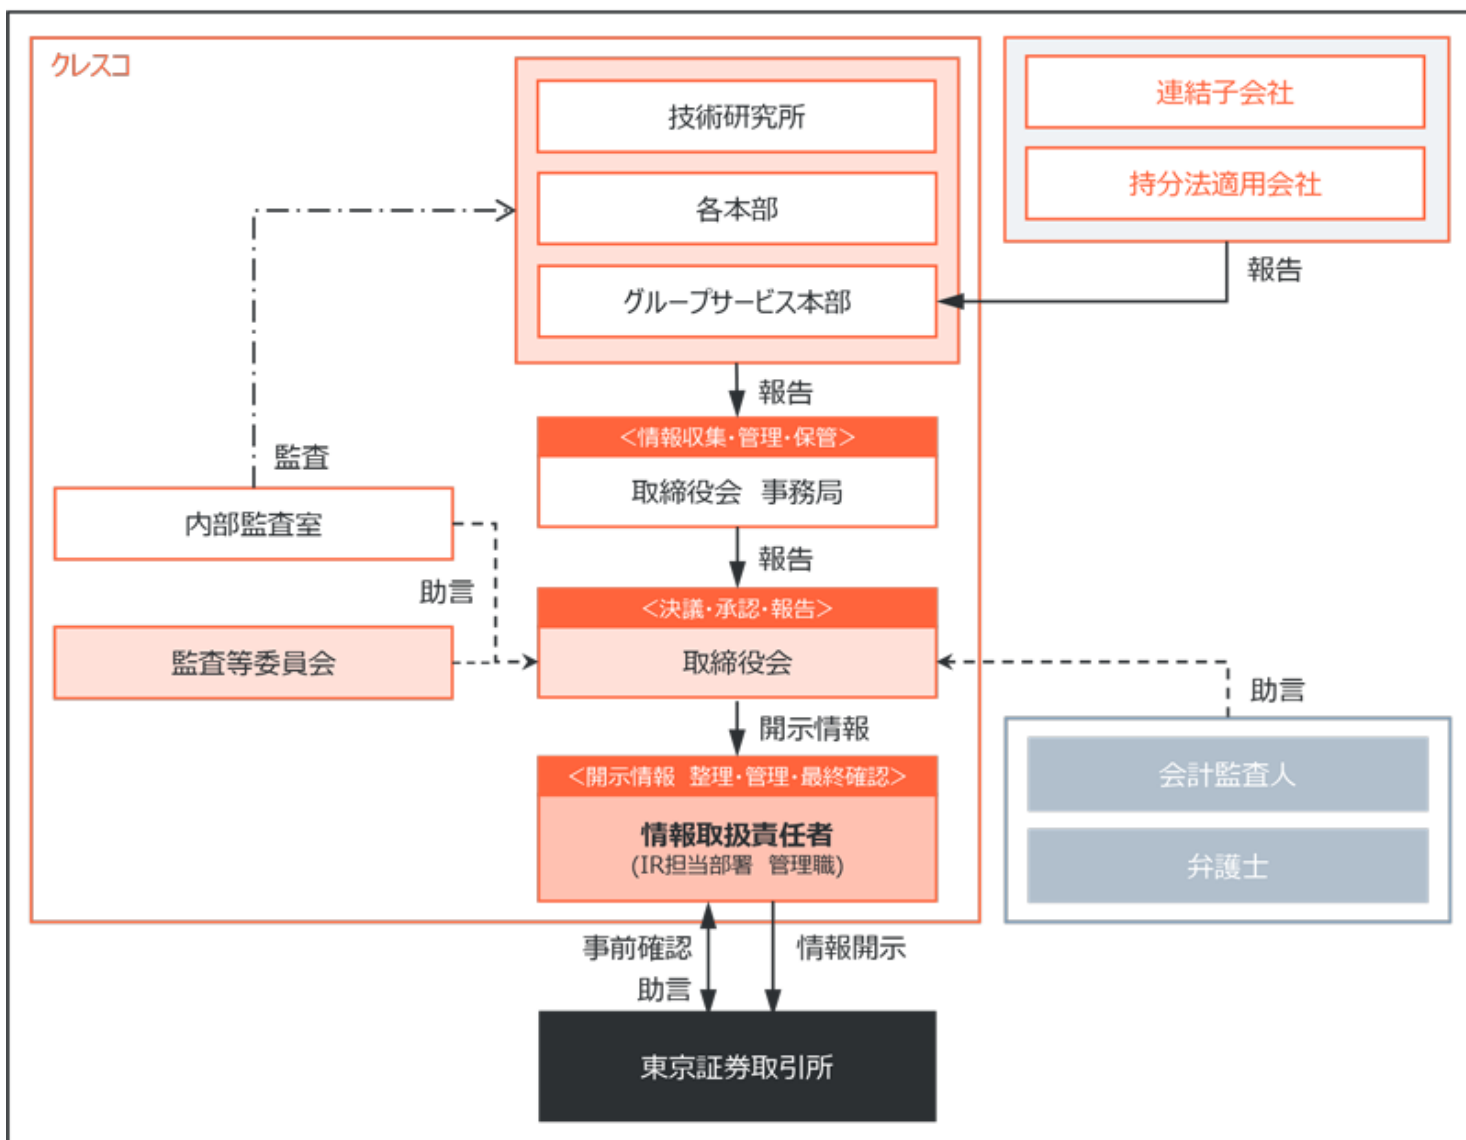 クレスコ
技術研究所
各本部
グループサービス本部
連結子会社
持分法適用会社
報告
報告
＜情報収集・管理・保管＞
取締役会　事務局
監査
内部監査室
報告
助言
＜決議・承認・報告＞
取締役会
監査等委員会
助言
開示情報
＜開示情報　整理・管理・最終確認＞
情報取扱責任者
(IR担当部署　管理職)
会計監査人
弁護士
事前確認
助言
情報開示
東京証券取引所